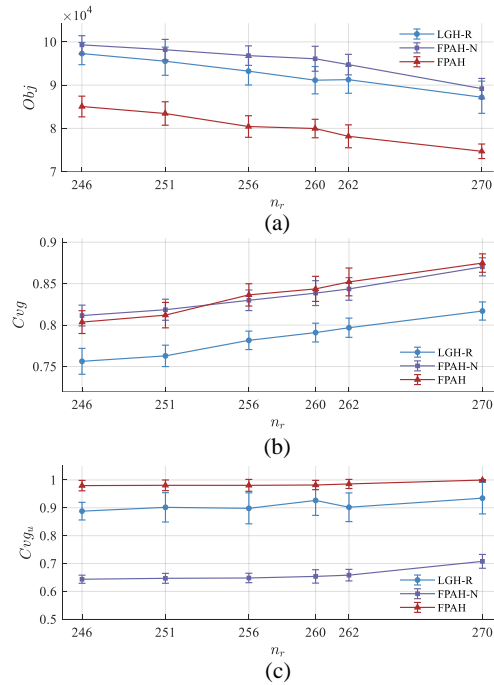 ×10⁴
10
9
8
7
Obj
LGH-R
FPAH-N
FPAH
246 251 256 260 262 270
n_r
(a)
0.9
0.85
0.8
0.75
Cvg
LGH-R
FPAH-N
FPAH
246 251 256 260 262 270
n_r
(b)
1
0.9
0.8
0.7
0.6
0.5
Cvg_u
LGH-R
FPAH-N
FPAH
246 251 256 260 262 270
n_r
(c)